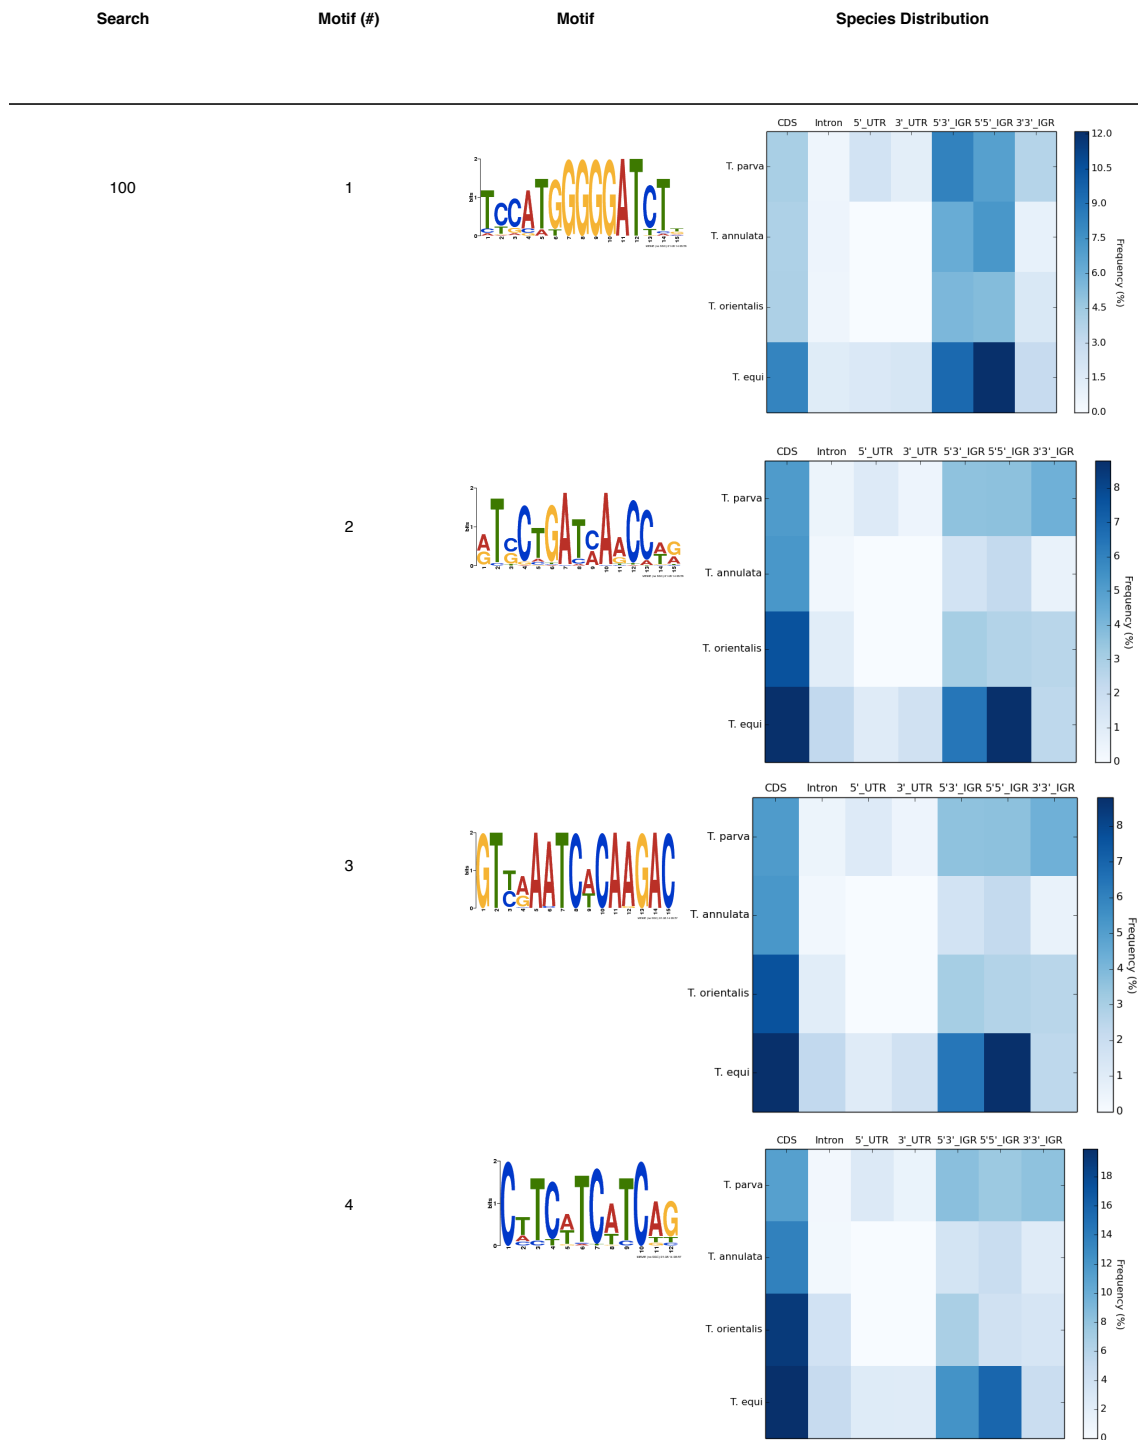 Search Motif (#) Motif Species Distribution
100 1
CDS Intron 5'_UTR 3'_UTR 5'3'_IGR 5'5'_IGR 3'3'_IGR
T. parva
T. annulata
T. orientalis
T. equi
12.0
10.5
9.0
7.5
6.0
4.5
3.0
1.5
0.0
Frequency (%)
2
CDS Intron 5'_UTR 3'_UTR 5'3'_IGR 5'5'_IGR 3'3'_IGR
T. parva
T. annulata
T. orientalis
T. equi
8
7
6
5
4
3
2
1
0
Frequency (%)
3
CDS Intron 5'_UTR 3'_UTR 5'3'_IGR 5'5'_IGR 3'3'_IGR
T. parva
T. annulata
T. orientalis
T. equi
8
7
6
5
4
3
2
1
0
Frequency (%)
4
CDS Intron 5'_UTR 3'_UTR 5'3'_IGR 5'5'_IGR 3'3'_IGR
T. parva
T. annulata
T. orientalis
T. equi
18
16
14
12
10
8
6
4
2
0
Frequency (%)